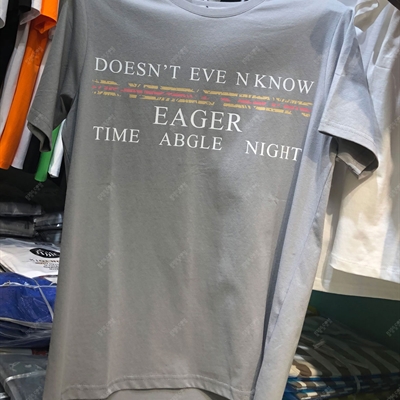 DOESN'T EVE N KNOW
EAGER
TIME ABGLE NIGHT